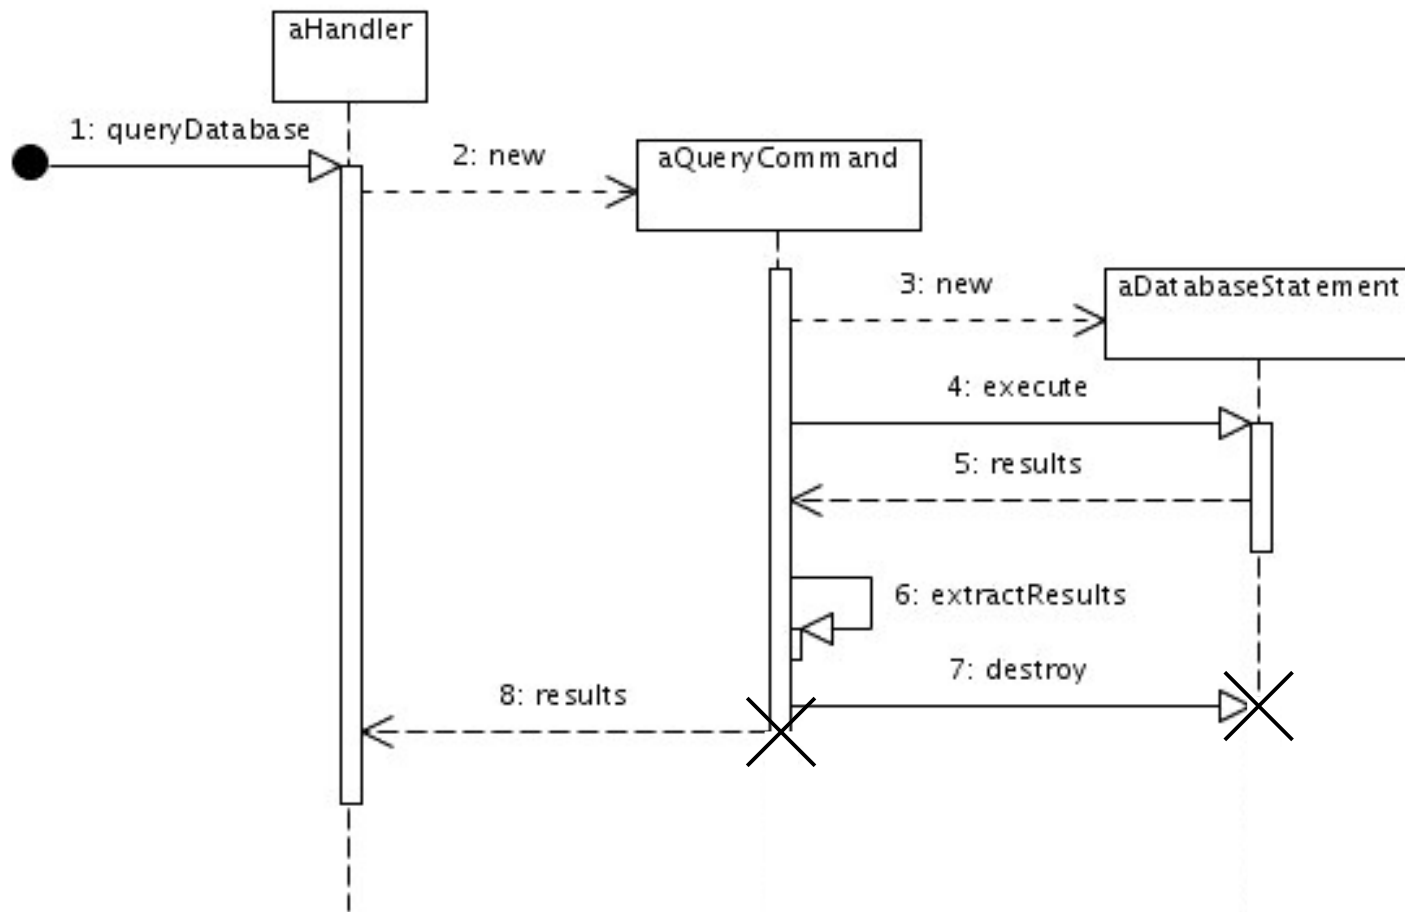 aHandler
1: queryDatabase
2: new
aQueryCommand
3: new
aDatabaseStatement
4: execute
5: results
6: extractResults
7: destroy
8: results